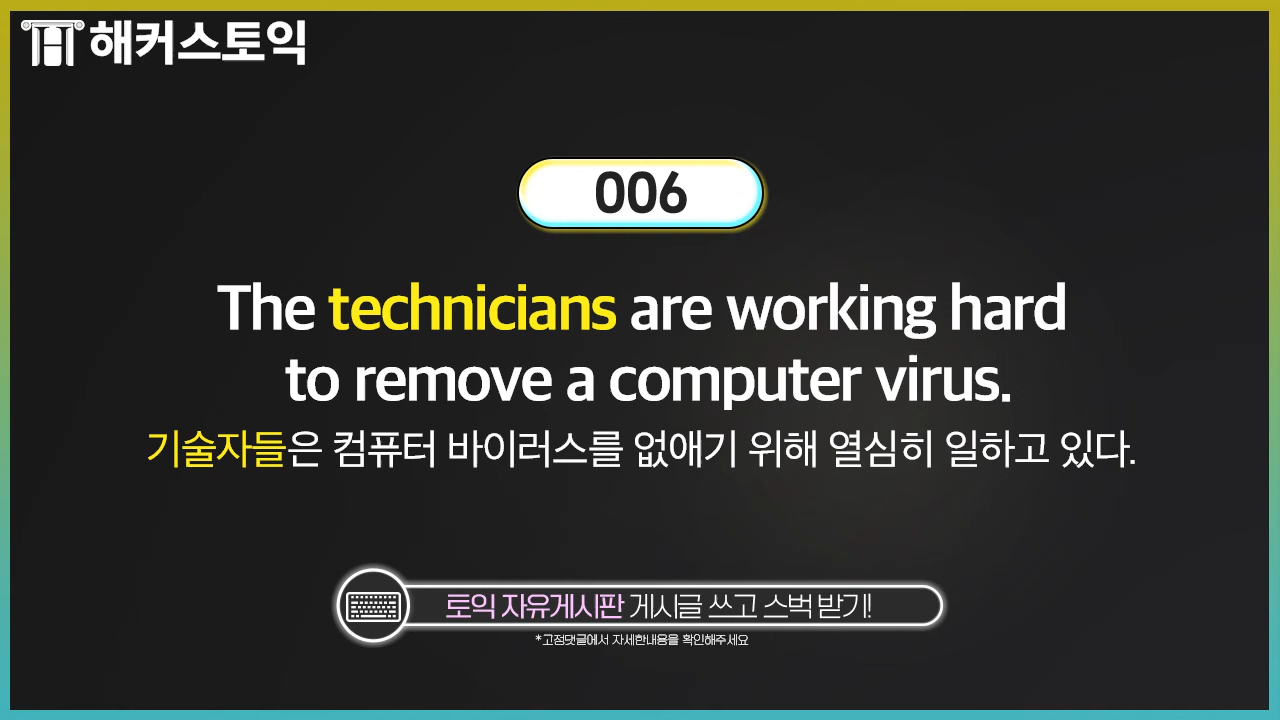 해커스토익
006
The technicians are working hard
to remove a computer virus.
기술자들은 컴퓨터 바이러스를 없애기 위해 열심히 일하고 있다.
토익 자유게시판 게시글 쓰고 스벅 받기!
*고정댓글에서 자세한내용을 확인해주세요